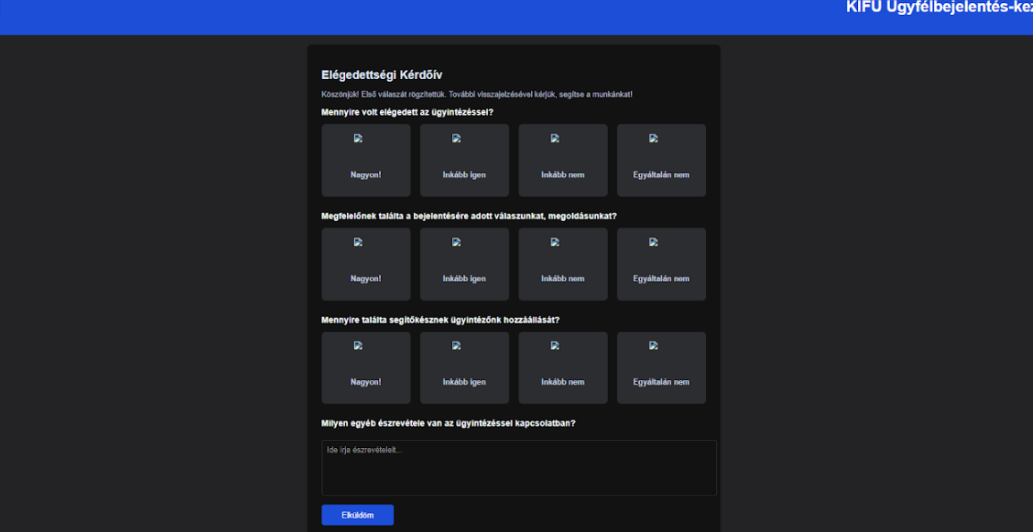 KIFÜ Ügyfélbejelentés-kez
Elégedettségi Kérdőív
Köszönjük! Első válaszát rögzítettük. További visszajelzésével kérjük, segítse a munkánkat!
Mennyire volt elégedett az ügyintézéssel?
Nagyon! Inkább igen Inkább nem Egyáltalán nem
Megfelelőnek találta a bejelentésére adott válaszunkat, megoldásunkat?
Nagyon! Inkább igen Inkább nem Egyáltalán nem
Mennyire találta segítőkésznek ügyintézőnk hozzáállását?
Nagyon! Inkább igen Inkább nem Egyáltalán nem
Milyen egyéb észrevétele van az ügyintézéssel kapcsolatban?
Ide írja észrevételeit...
Elküldöm